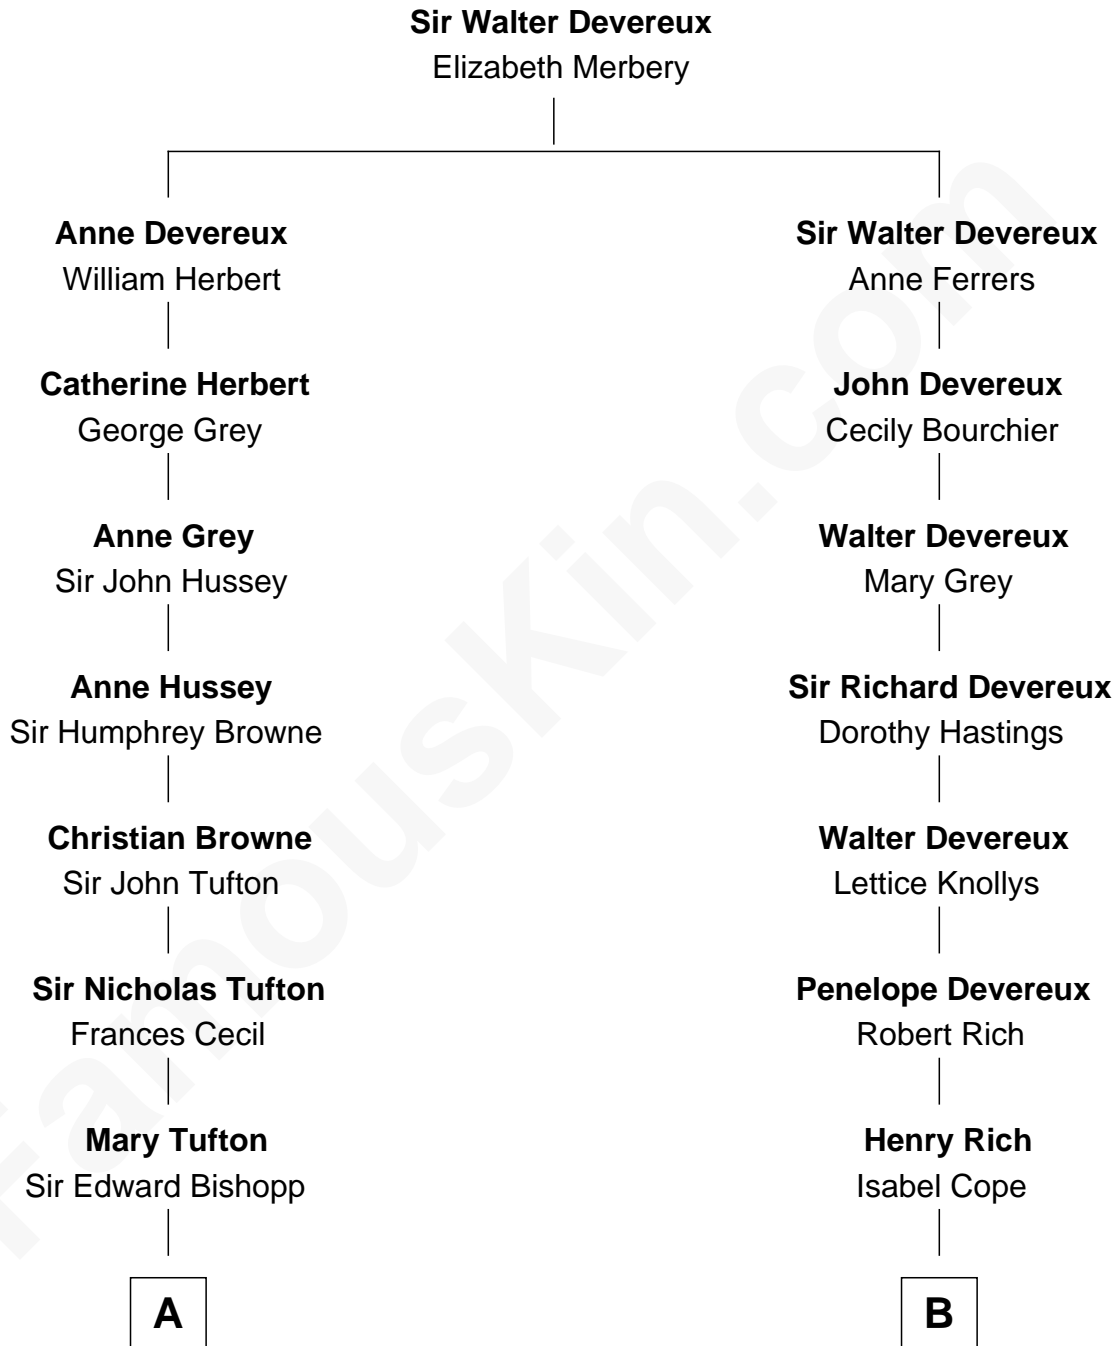 Sir Walter Devereux
Elizabeth Merbery
Anne Devereux
William Herbert
Sir Walter Devereux
Anne Ferrers
Catherine Herbert
George Grey
John Devereux
Cecily Bourchier
Anne Grey
Sir John Hussey
Walter Devereux
Mary Grey
Anne Hussey
Sir Humphrey Browne
Sir Richard Devereux
Dorothy Hastings
Christian Browne
Sir John Tufton
Walter Devereux
Lettice Knollys
Sir Nicholas Tufton
Frances Cecil
Penelope Devereux
Robert Rich
Mary Tufton
Sir Edward Bishopp
Henry Rich
Isabel Cope
A
B
FamousKin.com